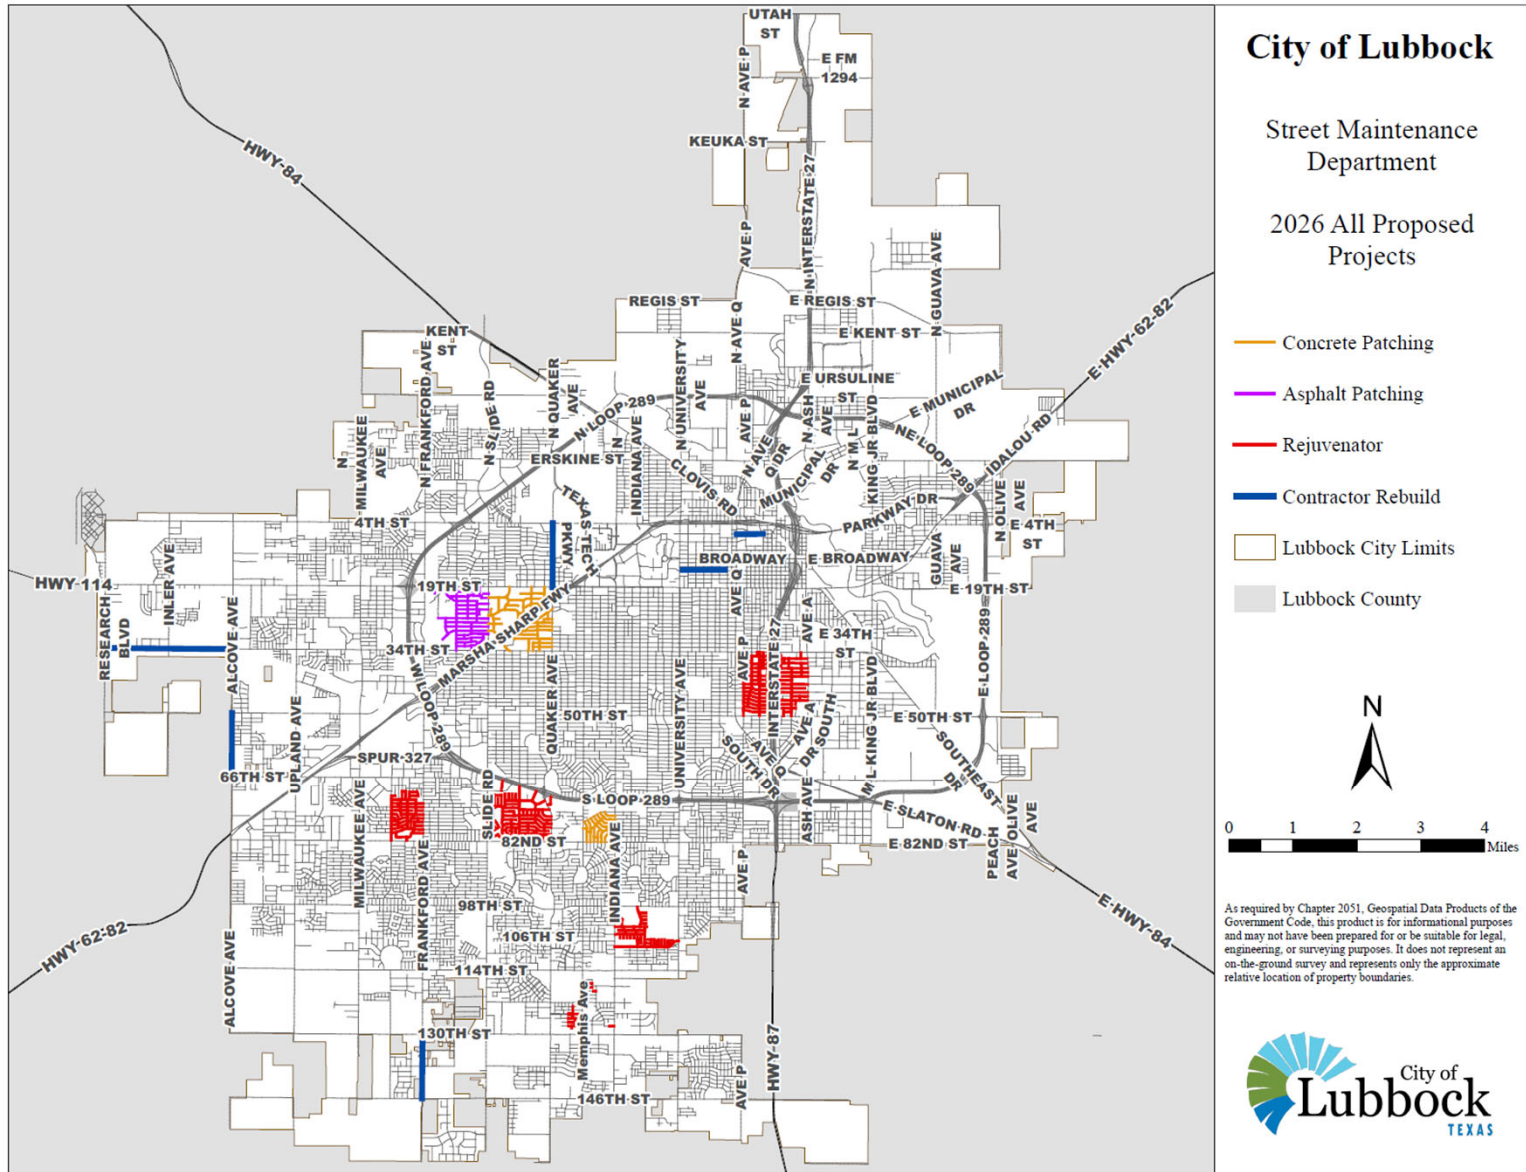 City of Lubbock
Street Maintenance
Department
2026 All Proposed
Projects
Concrete Patching
Asphalt Patching
Rejuvenator
Contractor Rebuild
Lubbock City Limits
Lubbock County
N
0 1 2 3 4
Miles
As required by Chapter 2051, Geospatial Data Products of the
Government Code, this product is for informational purposes
and may not have been prepared for or be suitable for legal,
engineering, or surveying purposes. It does not represent an
on-the-ground survey and represents only the approximate
relative location of property boundaries.
City of
Lubbock
TEXAS
UTAH
ST
N AVE P
E FM
1294
KEUKA ST
HWY-84
N INTERSTATE 27
AVE P
N GUAVA AVE
REGIS ST
E REGIS ST
E KENT ST
E HWY-62-82
KENT
ST
N FRANKFORD AVE
N SLIDE RD
N QUAKER
AVE
N LOOP 289
N UNIVERSITY
AVE
N AVE Q
AVE P
E URSULINE
ST
N ASH
AVE
E MUNICIPAL
DR
N
MILWAUKEE
AVE
ERSKINE ST
N
INDIANA AVE
CLOVIS RD
N AVE
Q DR
MUNICIPAL
DR
N M L
KING JR BLVD
NE LOOP 289
IDALOU RD
4TH ST
TEXAS TECH
PKWY
PARKWAY DR
N OLIVE
AVE
E 4TH
ST
HWY 114
INLER AVE
19TH ST
BROADWAY
E BROADWAY
GUAVA
AVE
E 19TH ST
RESEARCH
BLVD
ALCOVE AVE
34TH ST
MARSHA SHARP FWY
AVE Q
AVE P
AVE A
E 34TH
ST
E LOOP 289
UPLAND AVE
W LOOP 289
QUAKER AVE
50TH ST
UNIVERSITY AVE
INTERSTATE 27
M L KING JR BLVD
E 50TH ST
66TH ST
SPUR 327
SOUTH DR
AVE
Q
AVE A
DR SOUTH
SOUTHEAST
DR
MILWAUKEE AVE
SLIDE RD
S LOOP 289
ASH AVE
E SLATON RD
82ND ST
INDIANA AVE
E 82ND ST
PEACH
AVE
OLIVE
AVE
FRANKFORD AVE
98TH ST
AVE P
E HWY-84
HWY-62-82
106TH ST
ALCOVE AVE
114TH ST
Memphis Ave
130TH ST
HWY-87
146TH ST
AVE P